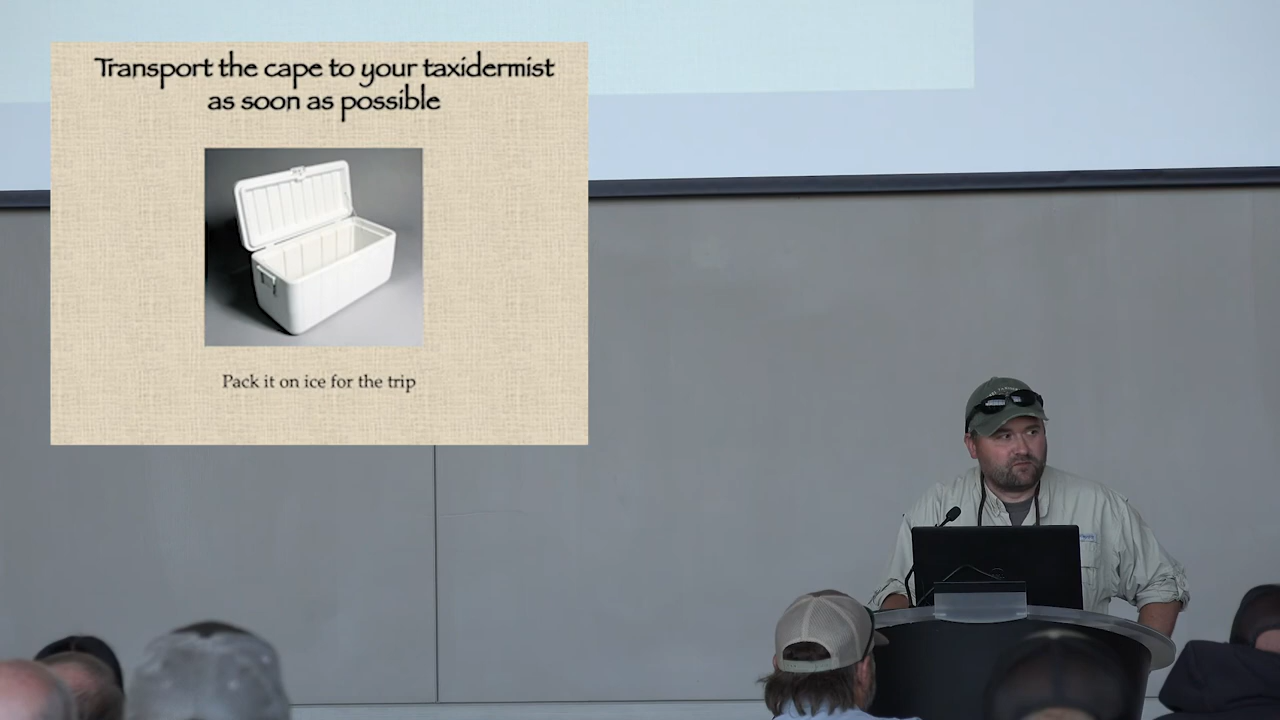 Transport the cape to your taxidermist
as soon as possible
Pack it on ice for the trip